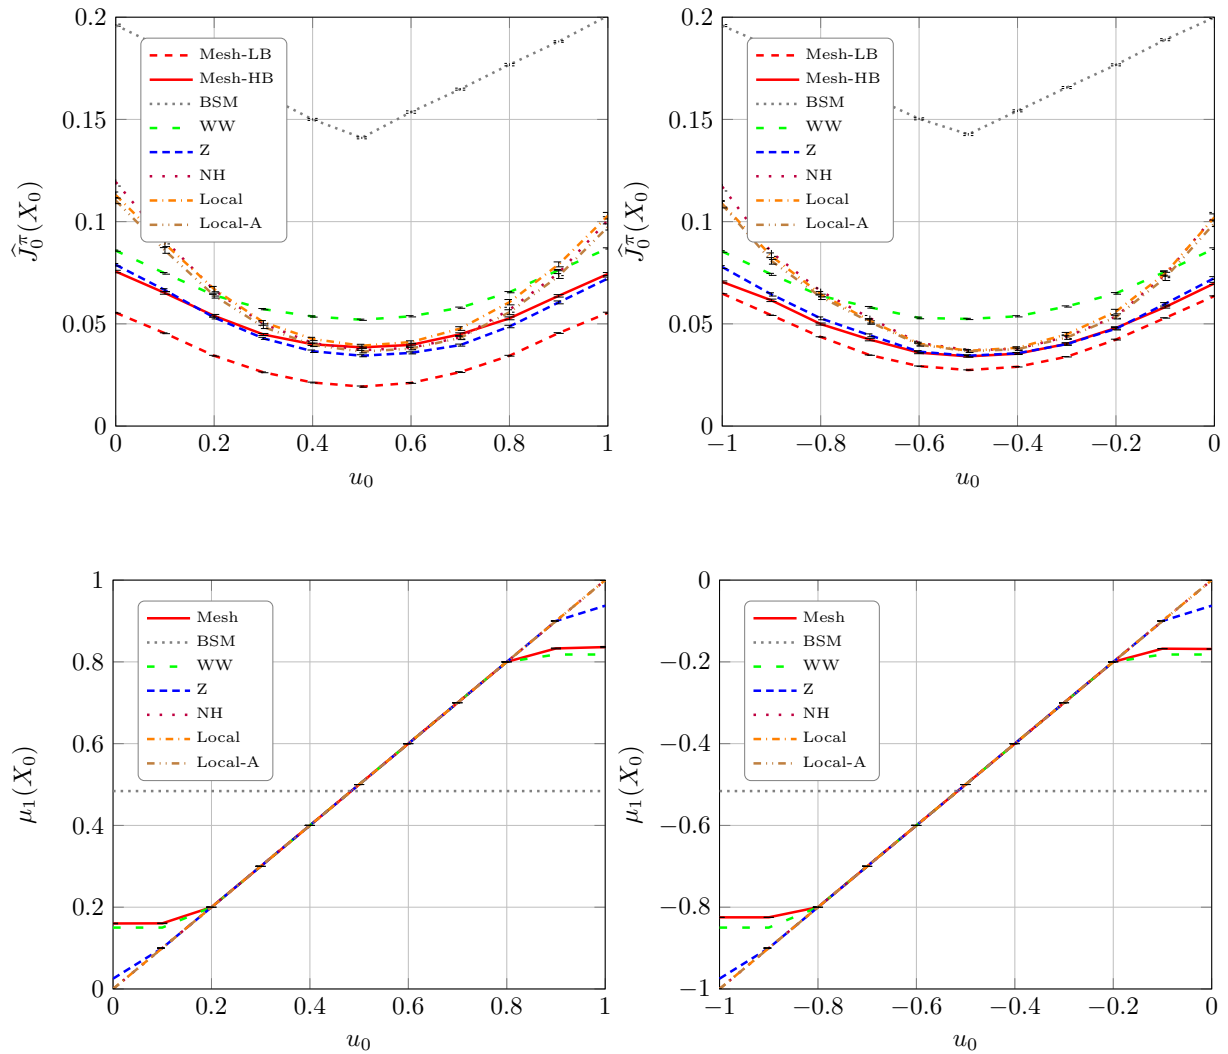 0.2
0.15
0.1
0.05
0
0
0.2
0.4
0.6
0.8
1
u₀
Ĵ₀^π(X₀)
Mesh-LB
Mesh-HB
BSM
WW
Z
NH
Local
Local-A
0.2
0.15
0.1
0.05
0
−1
−0.8
−0.6
−0.4
−0.2
0
u₀
Ĵ₀^π(X₀)
Mesh-LB
Mesh-HB
BSM
WW
Z
NH
Local
Local-A
1
0.8
0.6
0.4
0.2
0
0
0.2
0.4
0.6
0.8
1
u₀
μ₁(X₀)
Mesh
BSM
WW
Z
NH
Local
Local-A
0
−0.2
−0.4
−0.6
−0.8
−1
−1
−0.8
−0.6
−0.4
−0.2
0
u₀
μ₁(X₀)
Mesh
BSM
WW
Z
NH
Local
Local-A